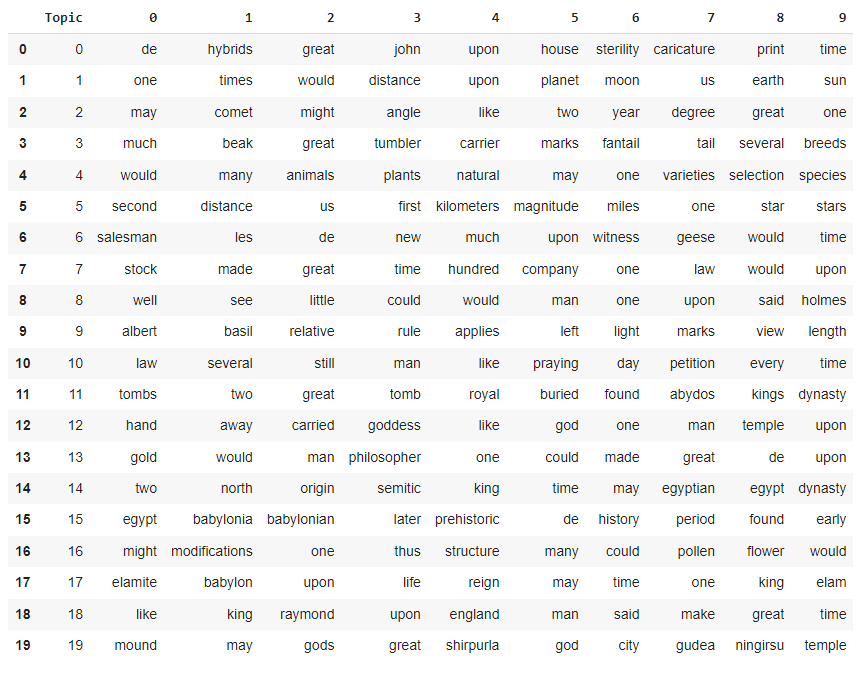 Topic 0 1 2 3 4 5 6 7 8 9
0 0 de hybrids great john upon house sterility caricature print time
1 1 one times would distance upon planet moon us earth sun
2 2 may comet might angle like two year degree great one
3 3 much beak great tumbler carrier marks fantail tail several breeds
4 4 would many animals plants natural may one varieties selection species
5 5 second distance us first kilometers magnitude miles one star stars
6 6 salesman les de new much upon witness geese would time
7 7 stock made great time hundred company one law would upon
8 8 well see little could would man one upon said holmes
9 9 albert basil relative rule applies left light marks view length
10 10 law several still man like praying day petition every time
11 11 tombs two great tomb royal buried found abydos kings dynasty
12 12 hand away carried goddess like god one man temple upon
13 13 gold would man philosopher one could made great de upon
14 14 two north origin semitic king time may egyptian egypt dynasty
15 15 egypt babylonia babylonian later prehistoric de history period found early
16 16 might modifications one thus structure many could pollen flower would
17 17 elamite babylon upon life reign may time one king elam
18 18 like king raymond upon england man said make great time
19 19 mound may gods great shirpurla god city gudea ningirsu temple